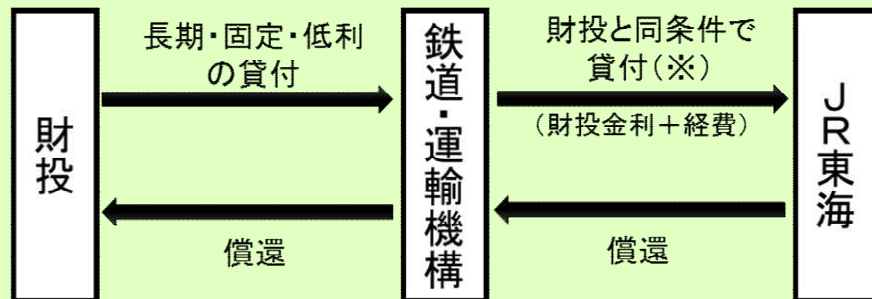 財投
長期・固定・低利
の貸付
償還
鉄道・運輸機構
財投と同条件で
貸付(※)
(財投金利+経費)
償還
JR東海